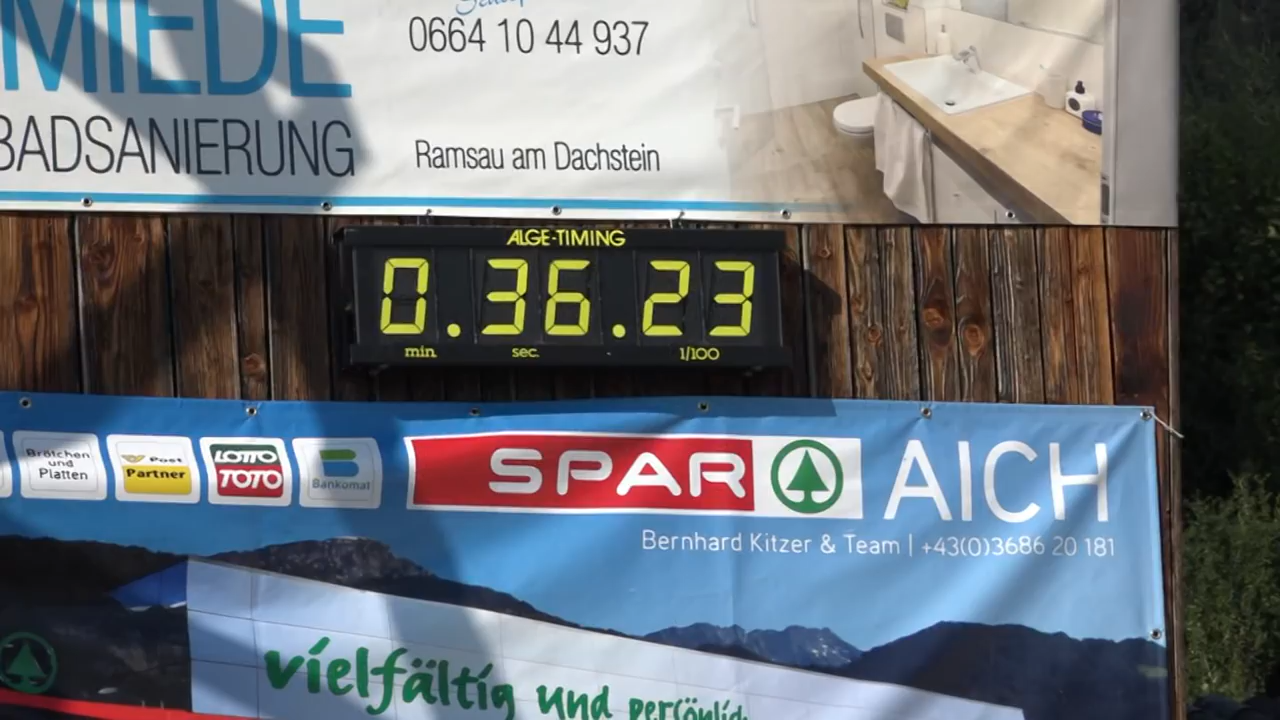 MIEDE
0664 10 44 937
BADSANIERUNG
Ramsau am Dachstein
ALGE-TIMING
0.36.23
min. sec. 1/100
Brötchen
und
Platten
Post
Partner
LOTTO
TOTO
Bankomat
SPAR AICH
Bernhard Kitzer & Team | +43(0)3686 20 181
vielfältig und persönlich